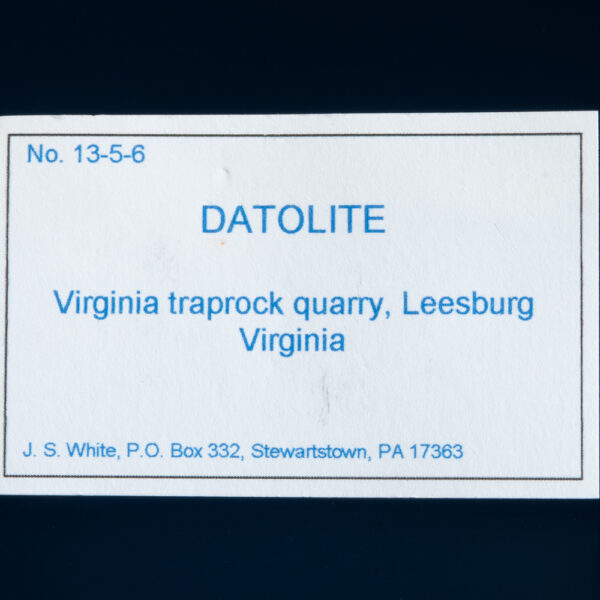 No. 13-5-6
DATOLITE
Virginia traprock quarry, Leesburg
Virginia
J. S. White, P.O. Box 332, Stewartstown, PA 17363